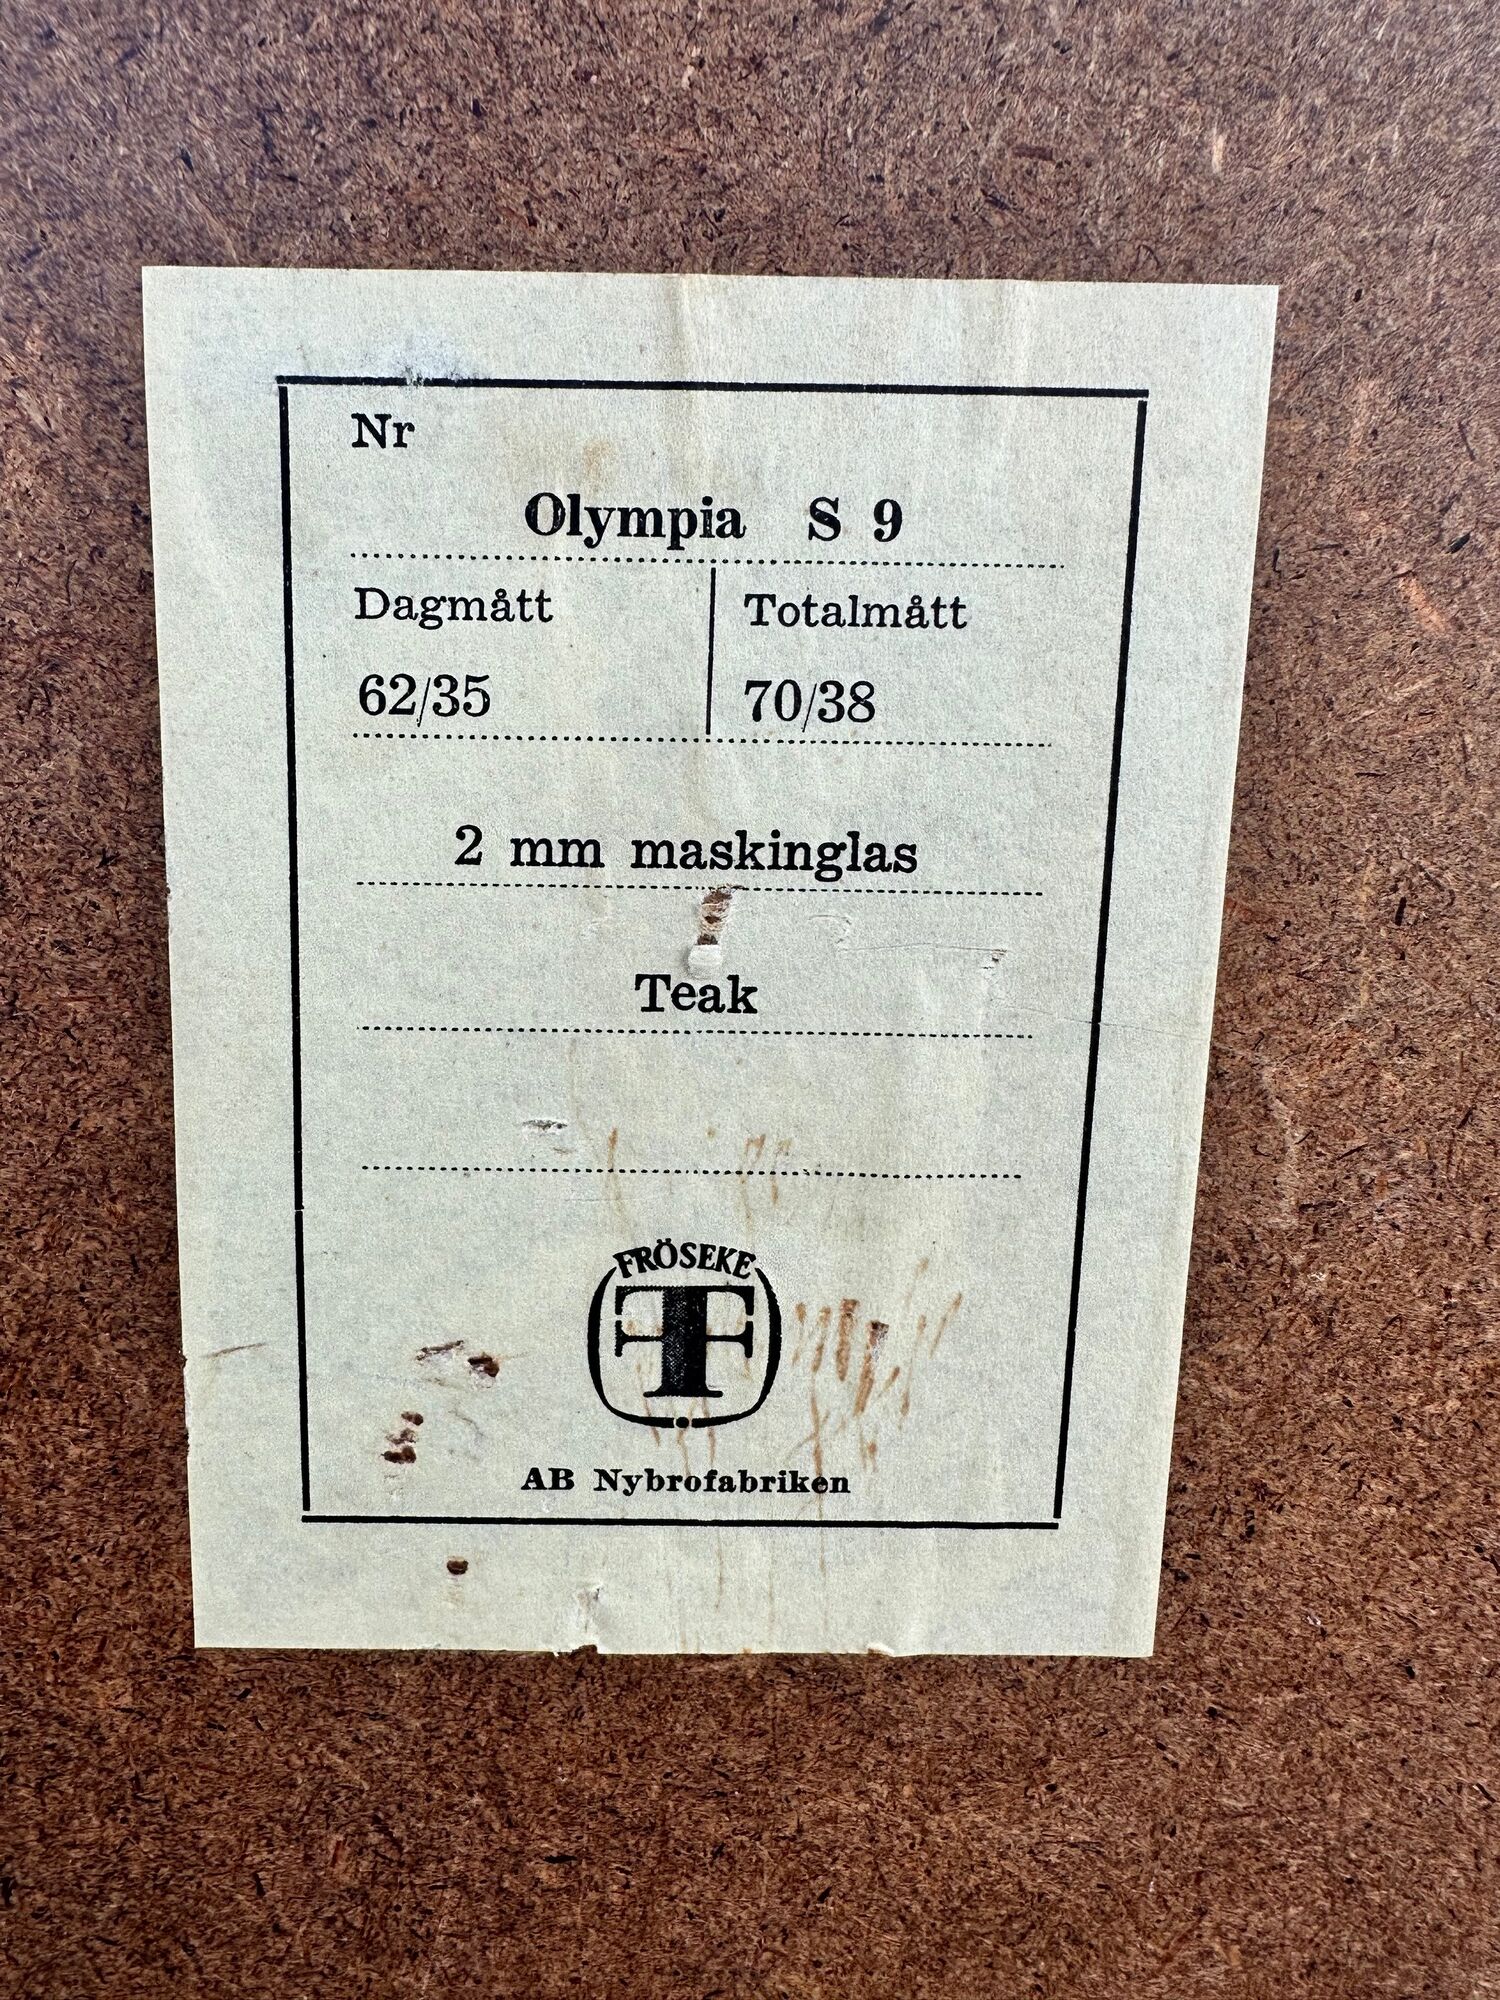 Nr
Olympia S 9
Dagmått Totalmått
62/35 70/38
2 mm maskinglas
Teak
FRÖSEKE
F
AB Nybrofabriken